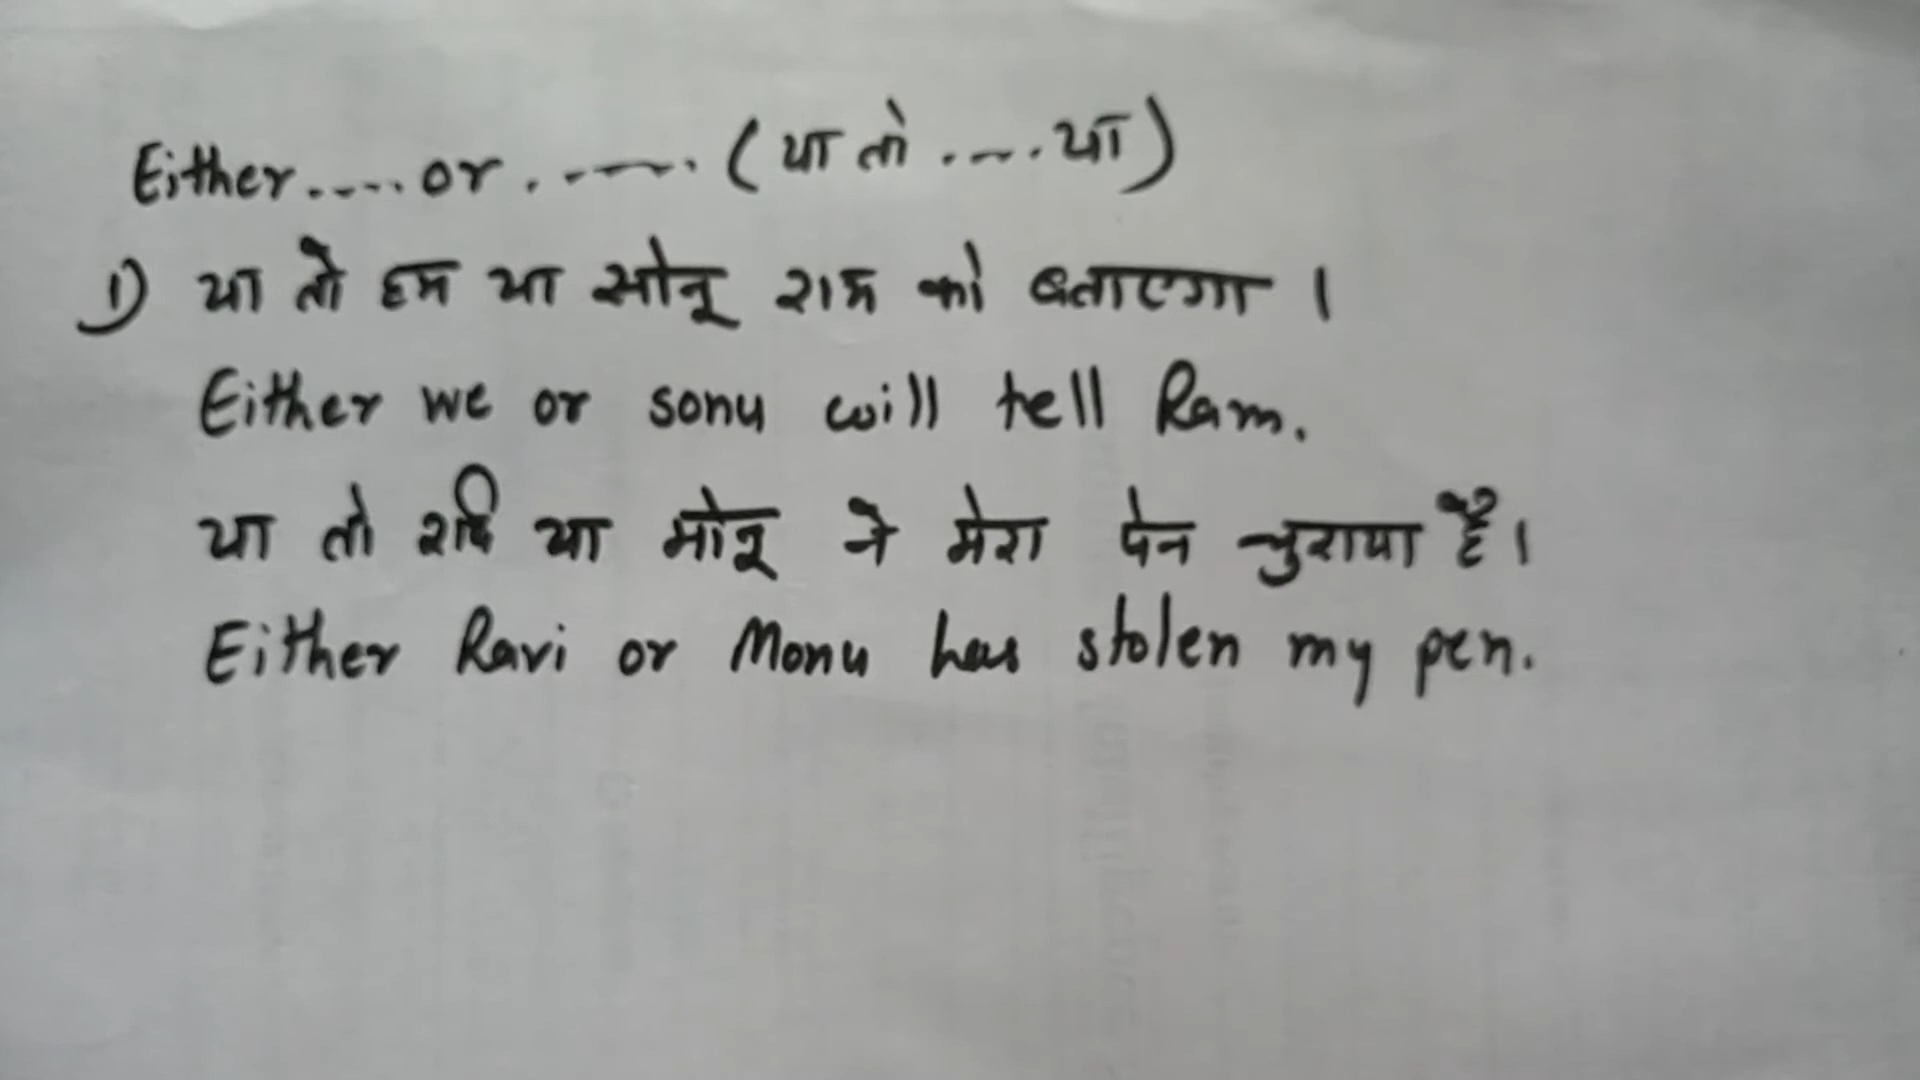 Either.... or ........ (या तो ..... या)
1) या तो हम या सोनू राम को बताएगा ।
Either we or sonu will tell Ram.
या तो रवि या मोनू ने मेरा पेन चुराया है ।
Either Ravi or Monu has stolen my pen.